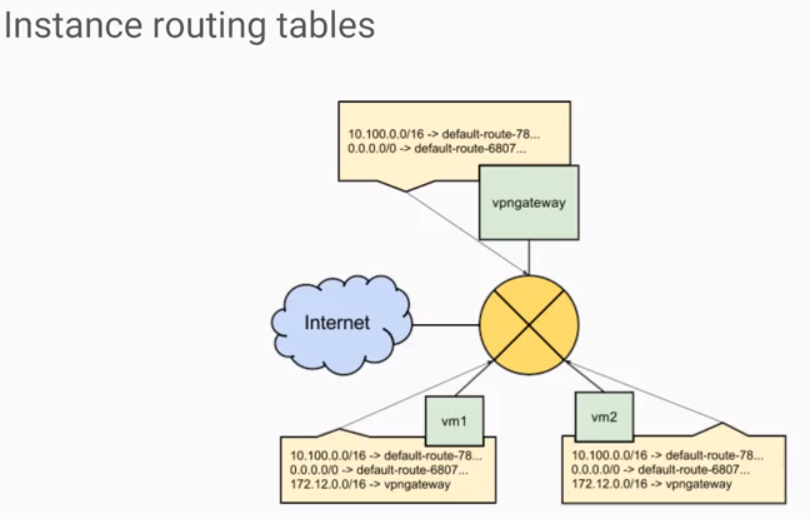 Instance routing tables
10.100.0.0/16 -> default-route-78...
0.0.0.0/0 -> default-route-6807...
vpngateway
Internet
vm1
vm2
10.100.0.0/16 -> default-route-78...
0.0.0.0/0 -> default-route-6807...
172.12.0.0/16 -> vpngateway
10.100.0.0/16 -> default-route-78...
0.0.0.0/0 -> default-route-6807...
172.12.0.0/16 -> vpngateway